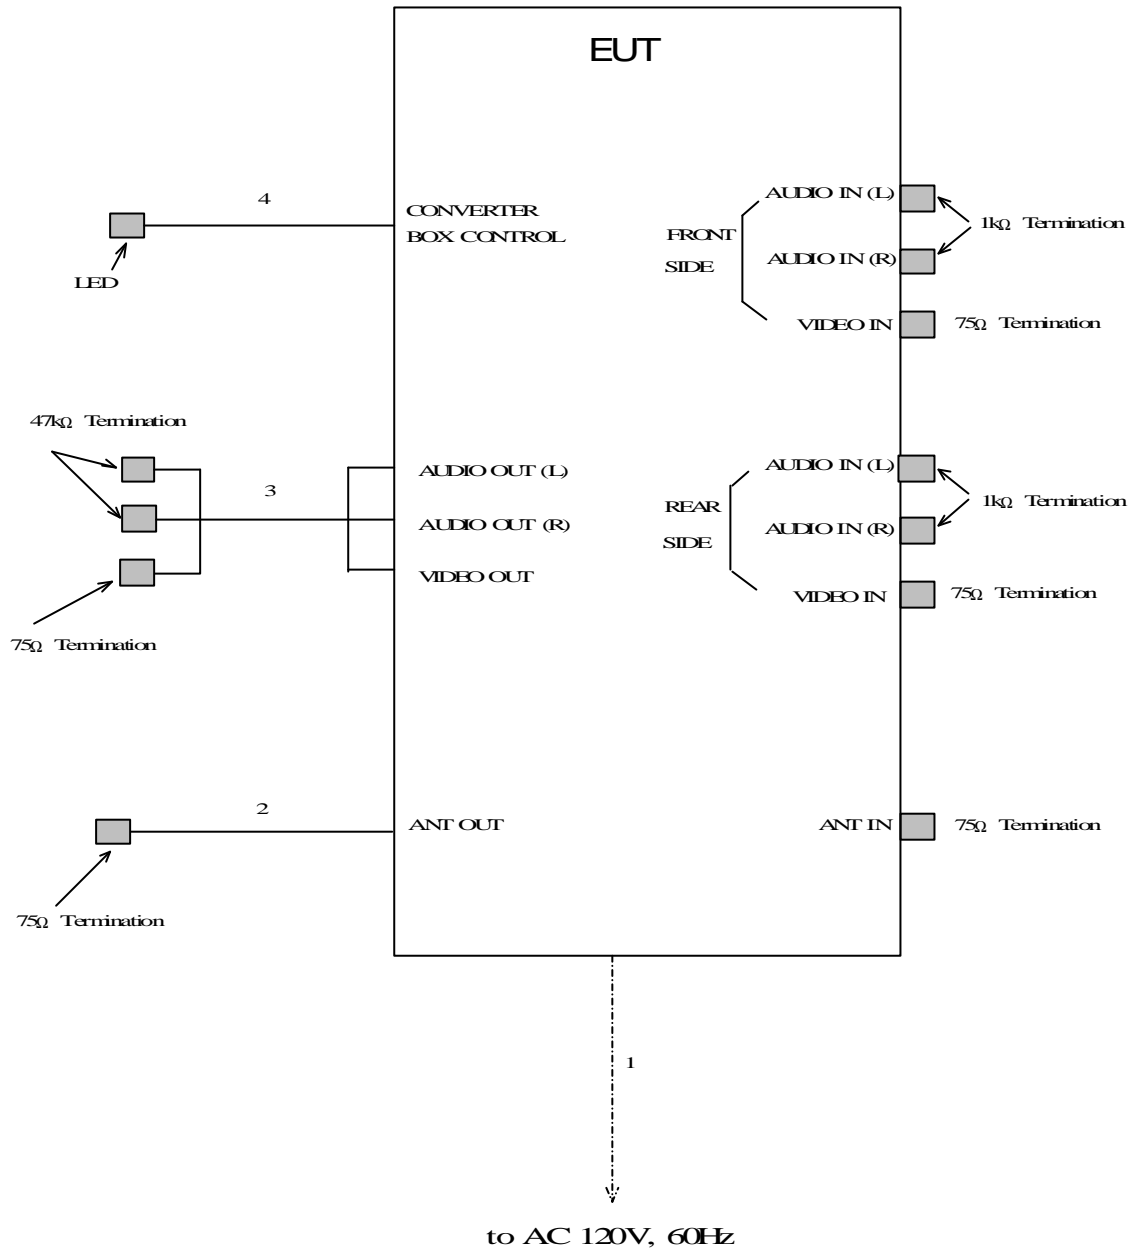 EUT
4
CONVERTER
BOX CONTROL
LED
AUDIO IN (L)
1kΩ Termination
FRONT
SIDE
AUDIO IN (R)
VIDEO IN
75Ω Termination
47kΩ Termination
3
AUDIO OUT (L)
AUDIO OUT (R)
VIDEO OUT
75Ω Termination
AUDIO IN (L)
1kΩ Termination
REAR
SIDE
AUDIO IN (R)
VIDEO IN
75Ω Termination
2
ANT OUT
75Ω Termination
ANT IN
75Ω Termination
1
to AC 120V, 60Hz